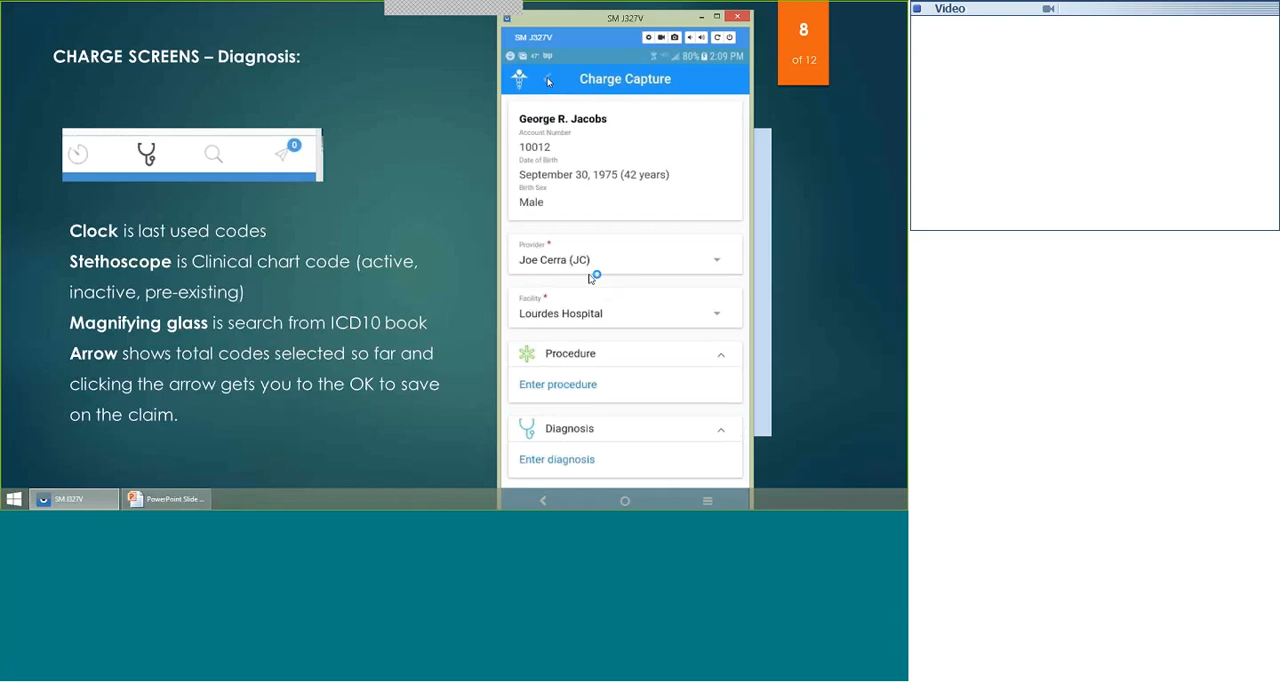 CHARGE SCREENS – Diagnosis:
0
Clock is last used codes
Stethoscope is Clinical chart code (active,
inactive, pre-existing)
Magnifying glass is search from ICD10 book
Arrow shows total codes selected so far and
clicking the arrow gets you to the OK to save
on the claim.
SM J327V
SM J327V
47°
80% 2:09 PM
Charge Capture
George R. Jacobs
Account Number
10012
Date of Birth
September 30, 1975 (42 years)
Birth Sex
Male
Provider *
Joe Cerra (JC)
Facility *
Lourdes Hospital
Procedure
Enter procedure
Diagnosis
Enter diagnosis
8
of 12
Video
SM J327V
PowerPoint Slide ...